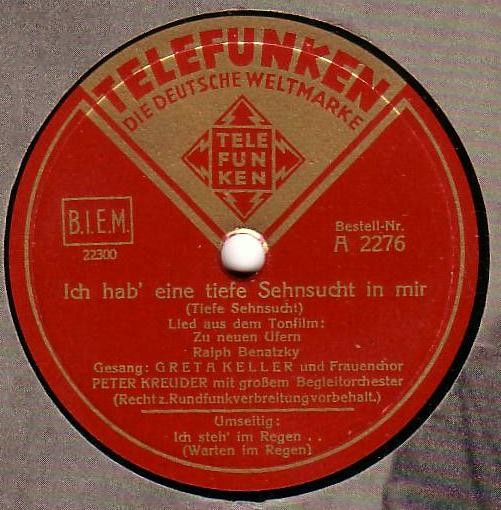 TELEFUNKEN
DIE DEUTSCHE WELTMARKE
TELE
FUN
KEN
B.I.E.M.
22300
Bestell-Nr.
A 2276
Ich hab' eine tiefe Sehnsucht in mir
(Tiefe Sehnsucht)
Lied aus dem Tonfilm:
Zu neuen Ufern
Ralph Benatzky
Gesang: GRETA KELLER und Frauenchor
PETER KREUDER mit großem Begleitorchester
(Recht z. Rundfunkverbreitung vorbehalt.)
Umseitig:
Ich steh' im Regen . .
(Warten im Regen)